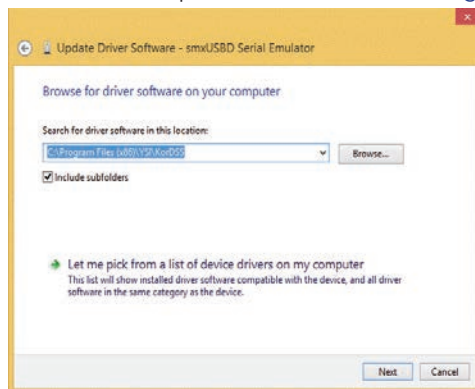 Update Driver Software - smxUSBD Serial Emulator
Browse for driver software on your computer
Search for driver software in this location:
C:\Program Files (x86)\YSI\KorDSS
Browse...
Include subfolders
Let me pick from a list of device drivers on my computer
This list will show installed driver software compatible with the device, and all driver
software in the same category as the device.
Next Cancel